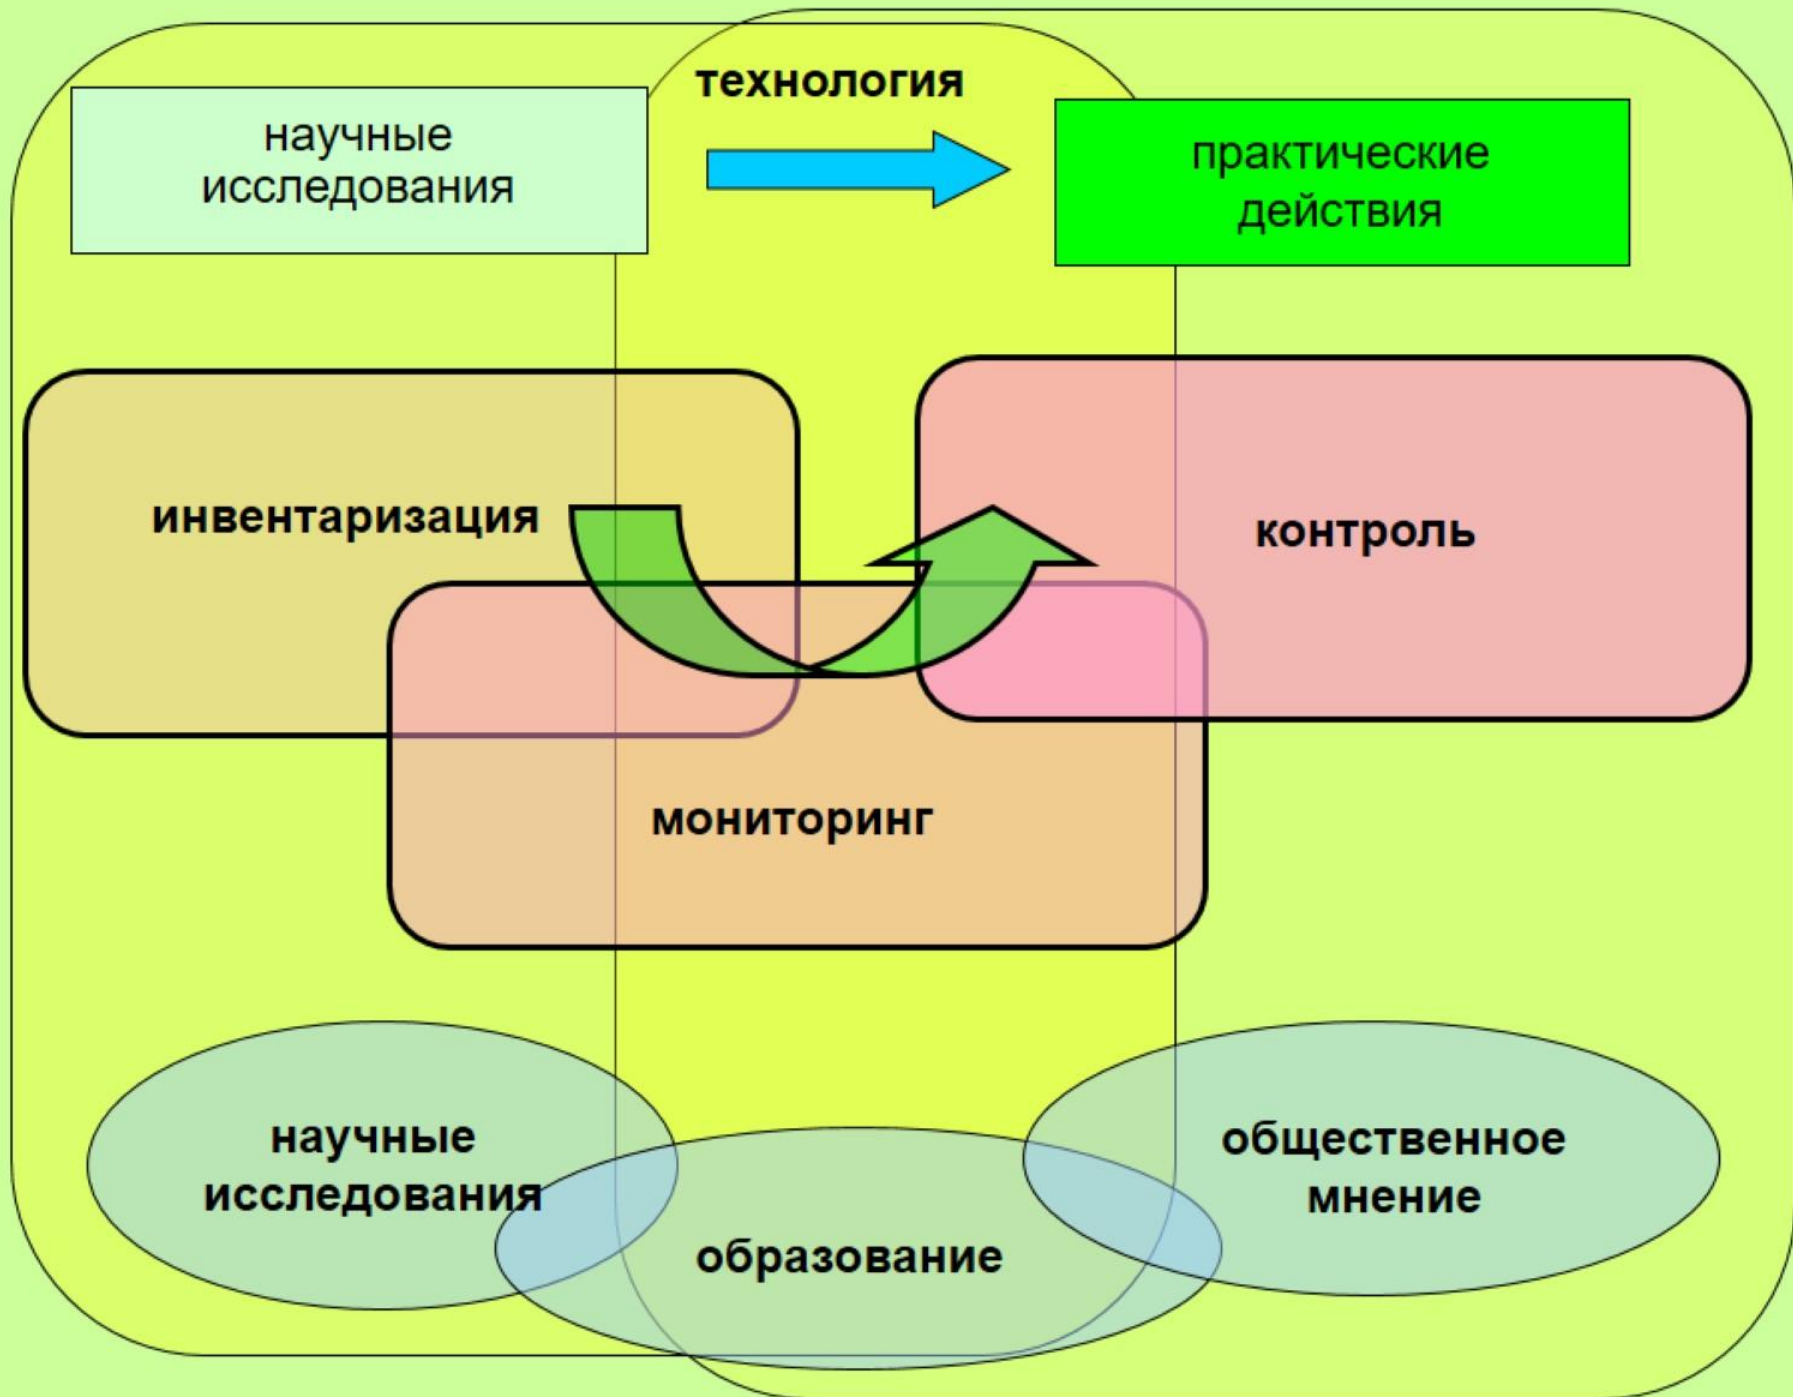 технология
научные
исследования
практические
действия
инвентаризация
контроль
мониторинг
научные
исследования
образование
общественное
мнение